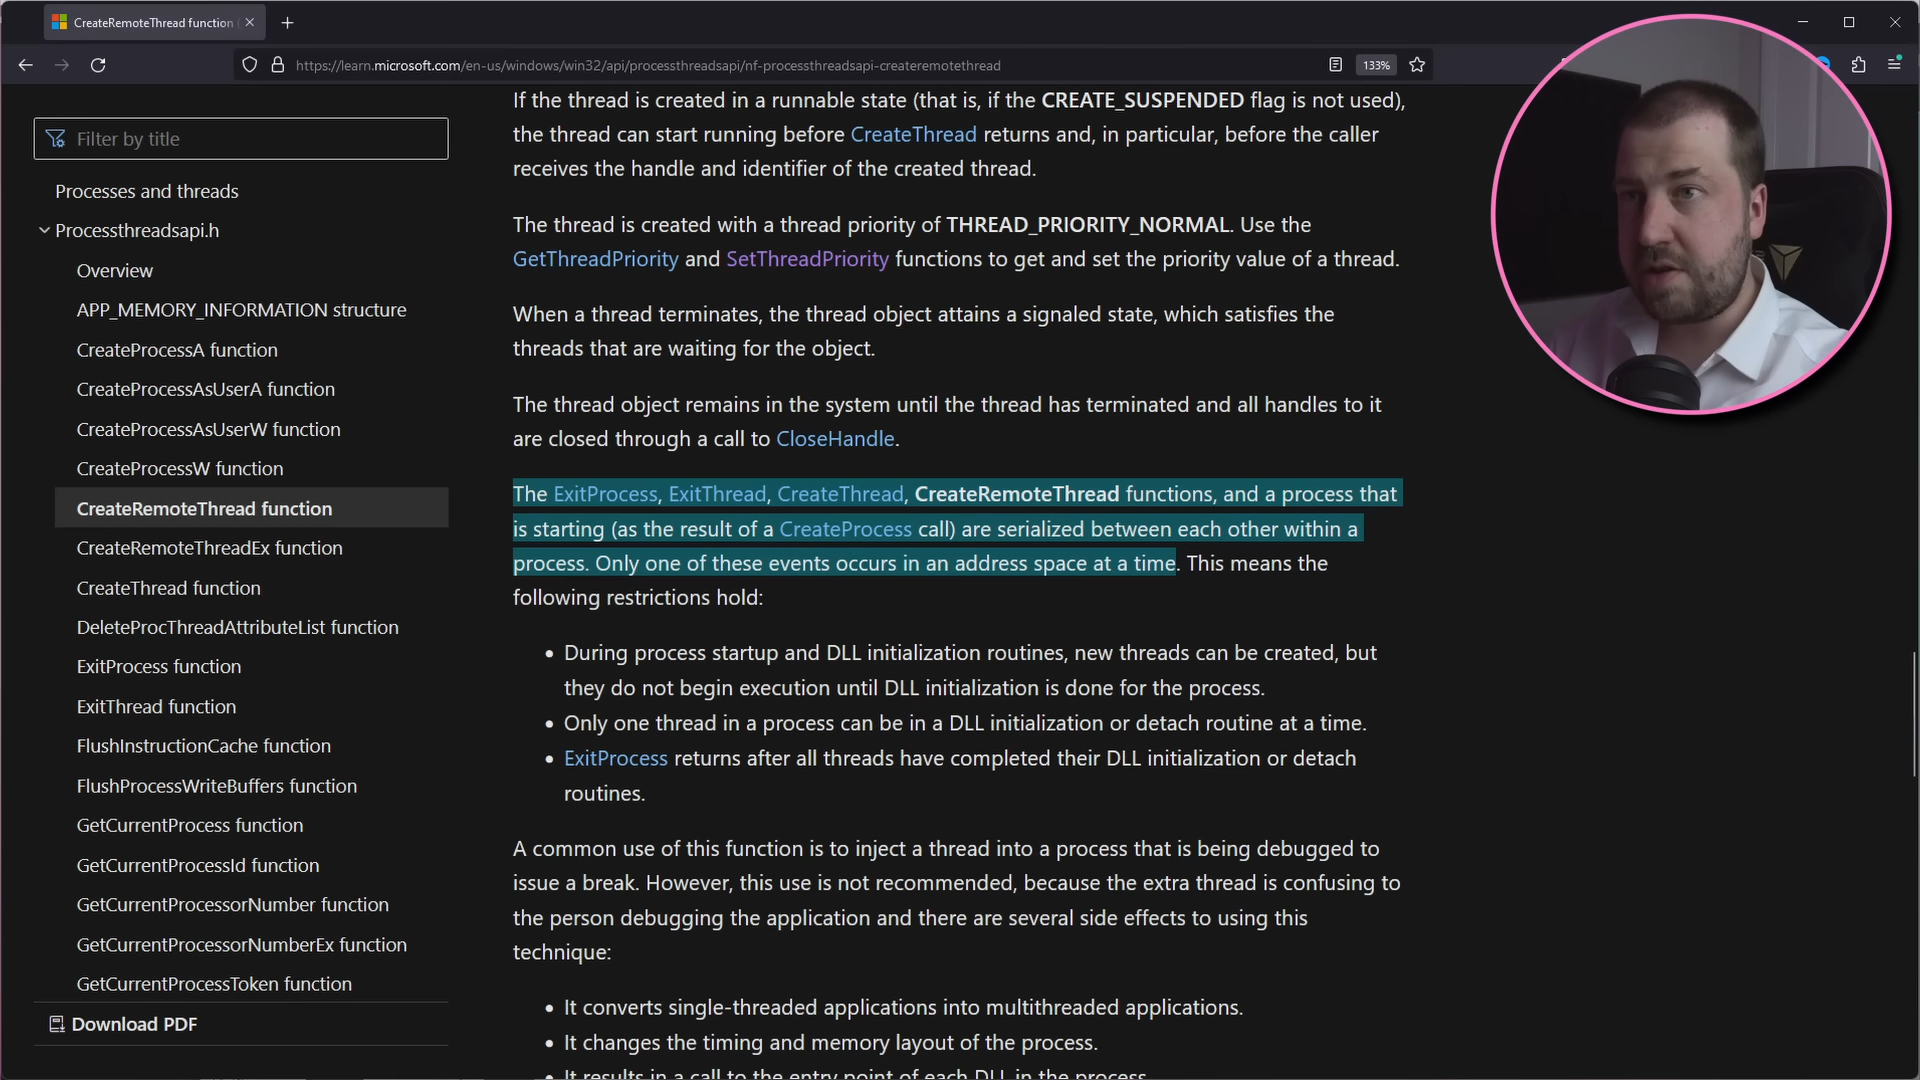 CreateRemoteThread function
https://learn.microsoft.com/en-us/windows/win32/api/processthreadsapi/nf-processthreadsapi-createremotethread
133%
Filter by title
Processes and threads
Processthreadsapi.h
Overview
APP_MEMORY_INFORMATION structure
CreateProcessA function
CreateProcessAsUserA function
CreateProcessAsUserW function
CreateProcessW function
CreateRemoteThread function
CreateRemoteThreadEx function
CreateThread function
DeleteProcThreadAttributeList function
ExitProcess function
ExitThread function
FlushInstructionCache function
FlushProcessWriteBuffers function
GetCurrentProcess function
GetCurrentProcessId function
GetCurrentProcessorNumber function
GetCurrentProcessorNumberEx function
GetCurrentProcessToken function
Download PDF
If the thread is created in a runnable state (that is, if the CREATE_SUSPENDED flag is not used),
the thread can start running before CreateThread returns and, in particular, before the caller
receives the handle and identifier of the created thread.
The thread is created with a thread priority of THREAD_PRIORITY_NORMAL. Use the
GetThreadPriority and SetThreadPriority functions to get and set the priority value of a thread.
When a thread terminates, the thread object attains a signaled state, which satisfies the
threads that are waiting for the object.
The thread object remains in the system until the thread has terminated and all handles to it
are closed through a call to CloseHandle.
The ExitProcess, ExitThread, CreateThread, CreateRemoteThread functions, and a process that
is starting (as the result of a CreateProcess call) are serialized between each other within a
process. Only one of these events occurs in an address space at a time. This means the
following restrictions hold:
• During process startup and DLL initialization routines, new threads can be created, but
they do not begin execution until DLL initialization is done for the process.
• Only one thread in a process can be in a DLL initialization or detach routine at a time.
• ExitProcess returns after all threads have completed their DLL initialization or detach
routines.
A common use of this function is to inject a thread into a process that is being debugged to
issue a break. However, this use is not recommended, because the extra thread is confusing to
the person debugging the application and there are several side effects to using this
technique:
• It converts single-threaded applications into multithreaded applications.
• It changes the timing and memory layout of the process.
• It results in a call to the entry point of each DLL in the process.